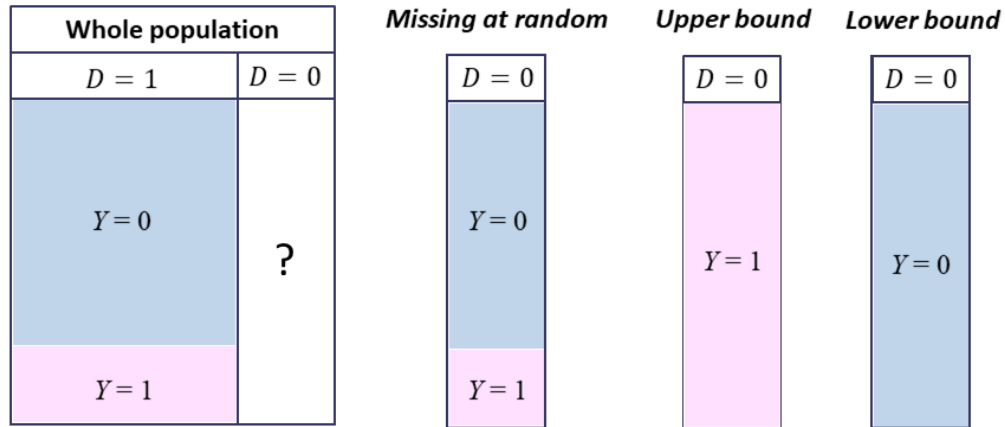 Whole population
D = 1
D = 0
Y = 0
?
Y = 1
Missing at random
D = 0
Y = 0
Y = 1
Upper bound
D = 0
Y = 1
Lower bound
D = 0
Y = 0